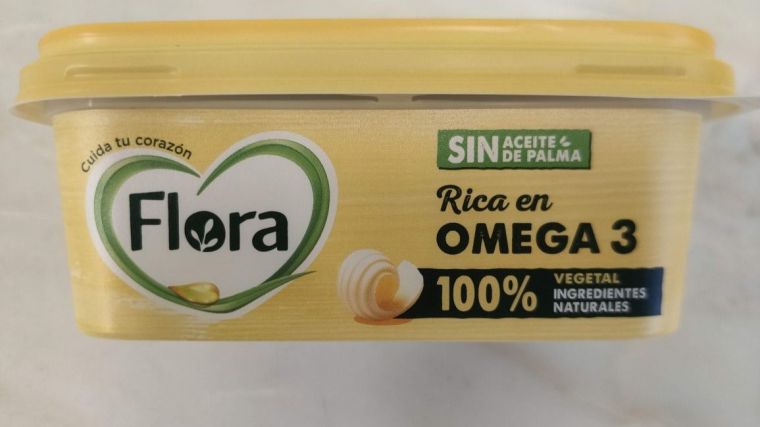 Cuida tu corazón
Flora
SIN ACEITE
DE PALMA
Rica en
OMEGA 3
100% VEGETAL
INGREDIENTES
NATURALES